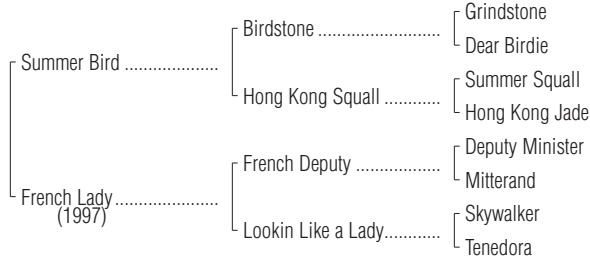 Grindstone
Birdstone ..........................
Dear Birdie
Summer Bird ....................
Summer Squall
Hong Kong Squall ............
Hong Kong Jade
Deputy Minister
French Deputy ..................
Mitterand
French Lady......................
(1997)
Skywalker
Lookin Like a Lady............
Tenedora